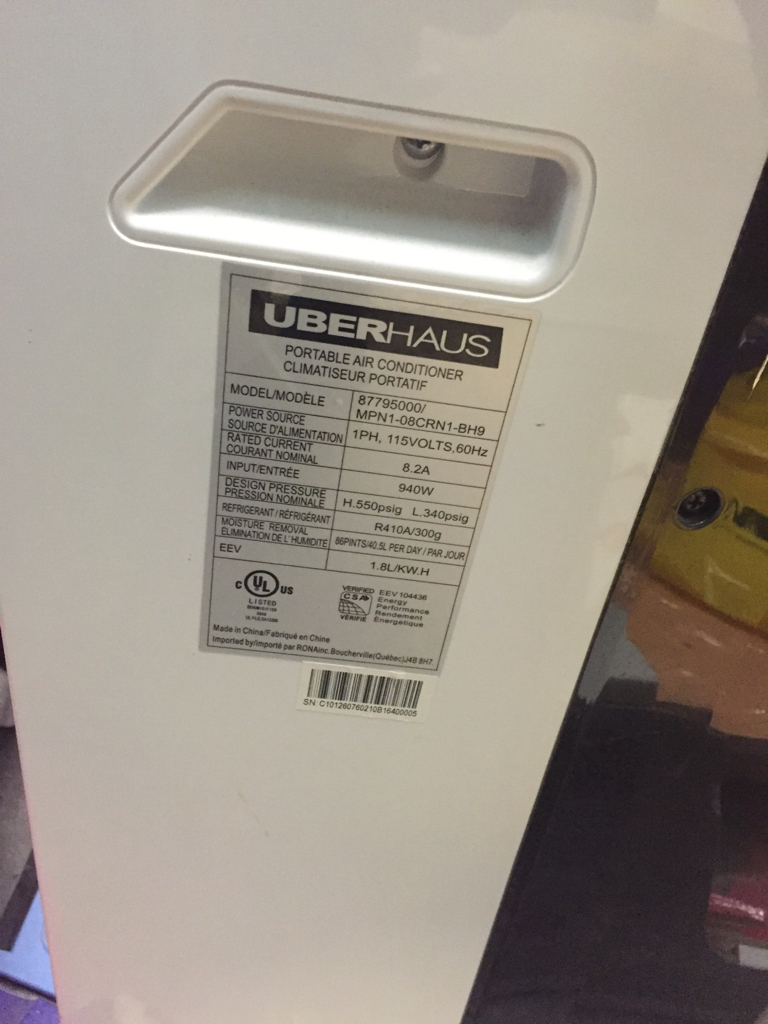 UBERHAUS
PORTABLE AIR CONDITIONER
CLIMATISEUR PORTATIF
MODEL/MODÈLE 87795000/
MPN1-08CRN1-BH9
POWER SOURCE
SOURCE D'ALIMENTATION 1PH, 115VOLTS,60Hz
RATED CURRENT
COURANT NOMINAL 8.2A
INPUT/ENTRÉE 940W
DESIGN PRESSURE
PRESSION NOMINALE H.550psig L.340psig
REFRIGERANT/RÉFRIGÉRANT R410A/300g
MOISTURE REMOVAL
ELIMINATION DE L'HUMIDITÉ 86PINTS/40.5L PER DAY / PAR JOUR
EEV 1.8L/KW.H
C UL US
LISTED
VERIFIED
CSA
VERIFIÉ
EEV 104436
Energy
Performance
Rendement
Énergetique
Made in China/Fabriqué en Chine
Imported by/importé par RONAinc.Boucherville(Québec)J4B 8H7
SN: C101260760210B16400005